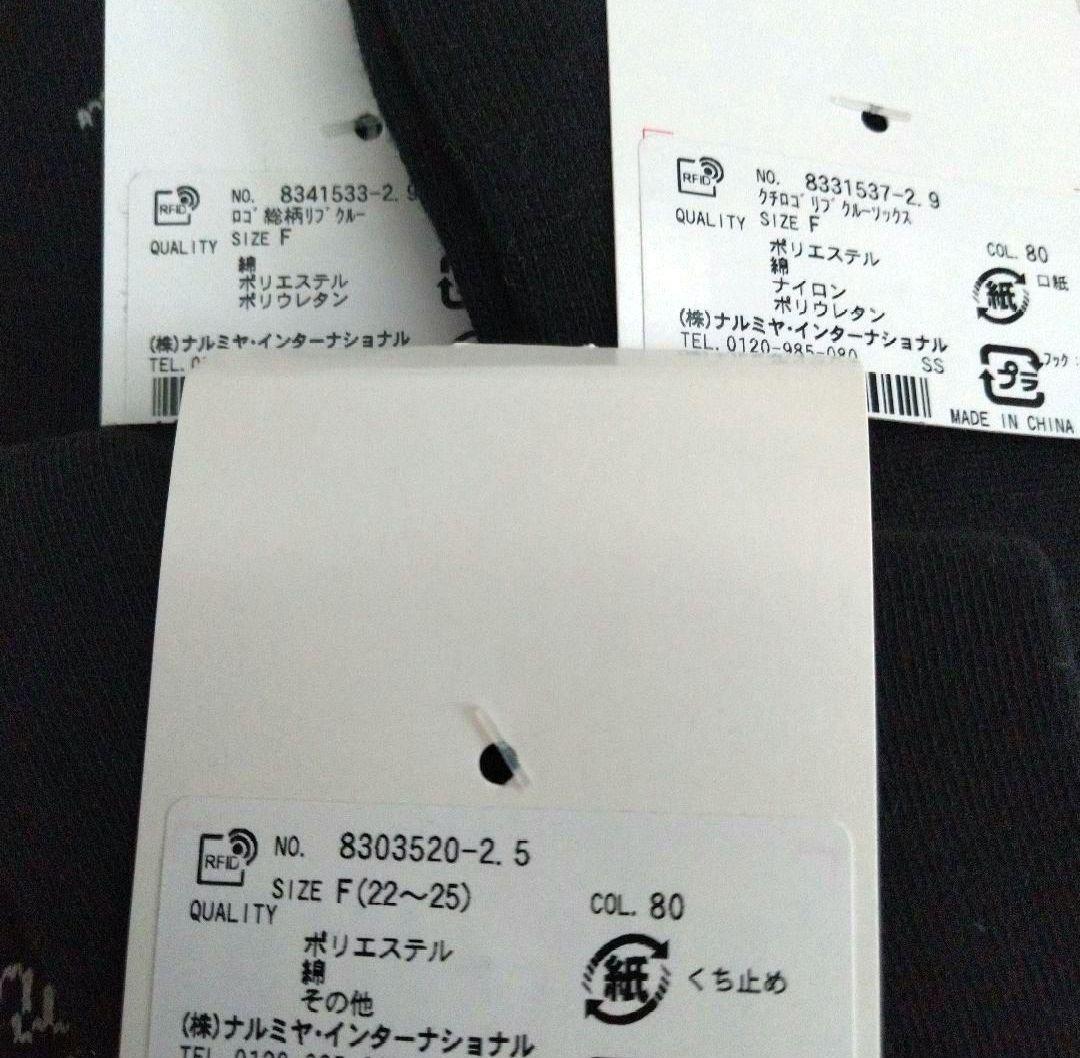 RFID
NO. 8341533-2.9
ロゴ総柄リブクルー
QUALITY SIZE F
綿
ポリエステル
ポリウレタン
(株)ナルミヤ・インターナショナル
TEL. 0
RFID
NO. 8331537-2.9
クチロゴリブクルーソックス
QUALITY SIZE F
COL. 80
ポリエステル
綿
ナイロン
ポリウレタン
紙 口紙
(株)ナルミヤ・インターナショナル
TEL. 0120-985-080
SS
プラ フック
MADE IN CHINA
RFID
NO. 8303520-2.5
SIZE F(22〜25)
QUALITY
COL. 80
ポリエステル
綿
その他
紙 くち止め
(株)ナルミヤ・インターナショナル